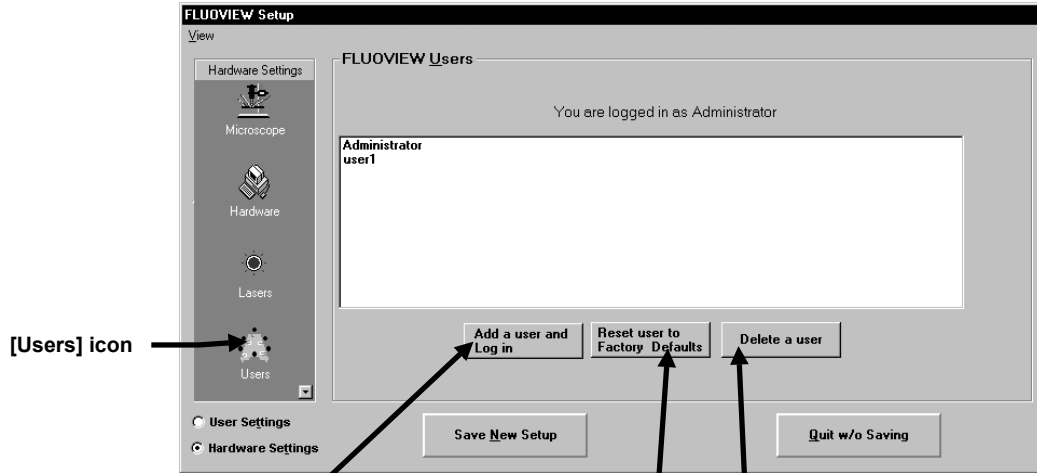 FLUOVIEW Setup
View
Hardware Settings
Microscope
Hardware
Lasers
Users
[Users] icon
User Settings
Hardware Settings
FLUOVIEW Users
You are logged in as Administrator
Administrator
user1
Add a user and
Log in
Reset user to
Factory Defaults
Delete a user
Save New Setup
Quit w/o Saving